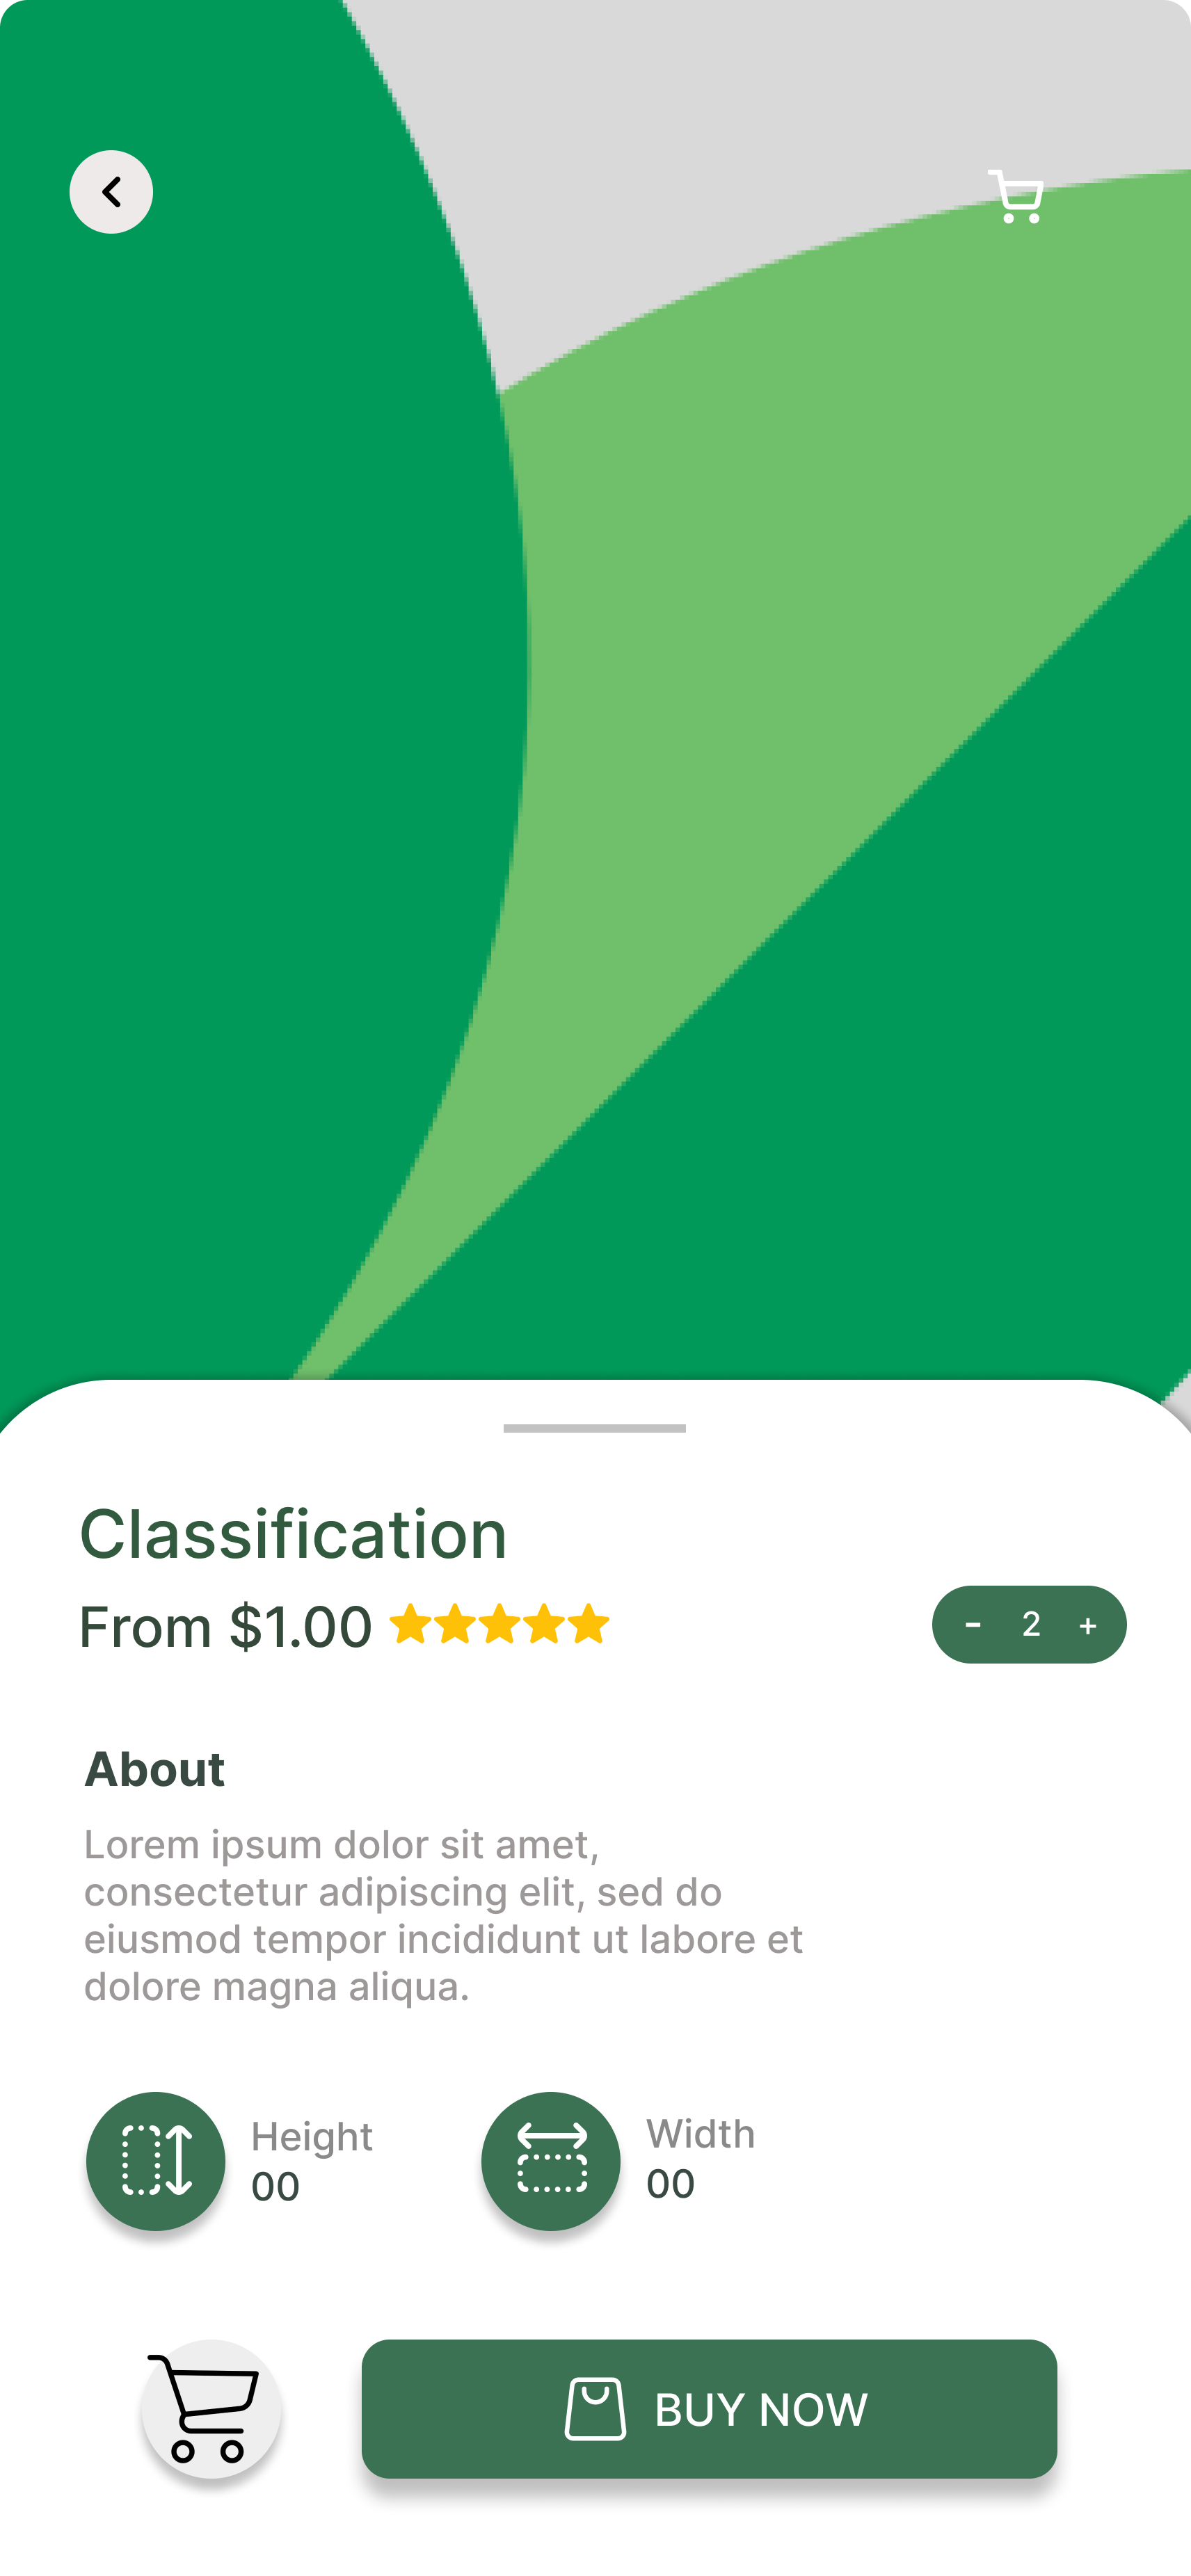 Classification
From $1.00
- 2 +
About
Lorem ipsum dolor sit amet,
consectetur adipiscing elit, sed do
eiusmod tempor incididunt ut labore et
dolore magna aliqua.
Height
00
Width
00
BUY NOW